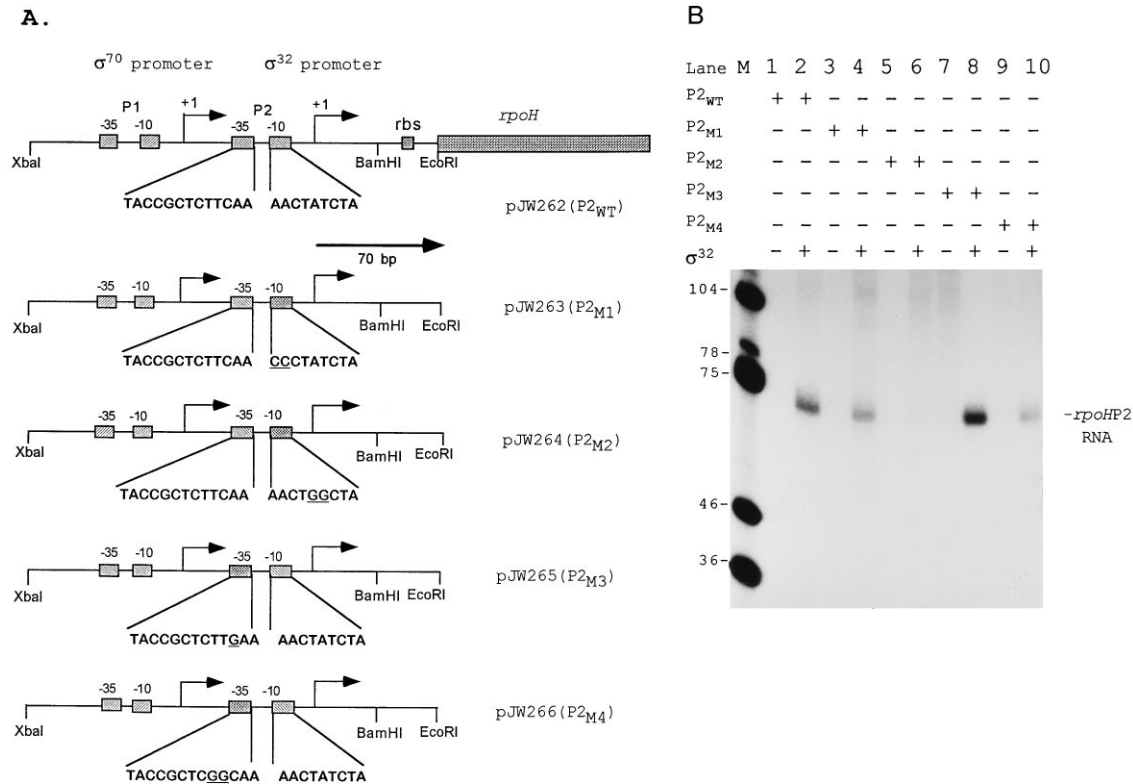 A.
σ70 promoter σ32 promoter
P1 +1 P2 +1
-35 -10 -35 -10 rbs rpoH
XbaI BamHI EcoRI
TACCGCTCTTCAA AACTATCTA
pJW262(P2WT)
70 bp
-35 -10 -35 -10
XbaI BamHI EcoRI
pJW263(P2M1)
TACCGCTCTTCAA CCCTATCTA
-35 -10 -35 -10
XbaI BamHI EcoRI
pJW264(P2M2)
TACCGCTCTTCAA AACTGGCTA
-35 -10 -35 -10
XbaI BamHI EcoRI
pJW265(P2M3)
TACCGCTCTTGAA AACTATCTA
-35 -10 -35 -10
XbaI BamHI EcoRI
pJW266(P2M4)
TACCGCTCGGCAA AACTATCTA
B
Lane M 1 2 3 4 5 6 7 8 9 10
P2WT + + – – – – – – – –
P2M1 – – + + – – – – – –
P2M2 – – – – + + – – – –
P2M3 – – – – – – + + – –
P2M4 – – – – – – – – + +
σ32 – + – + – + – + – +
104-
78-
75-
-rpoHP2
RNA
46-
36-